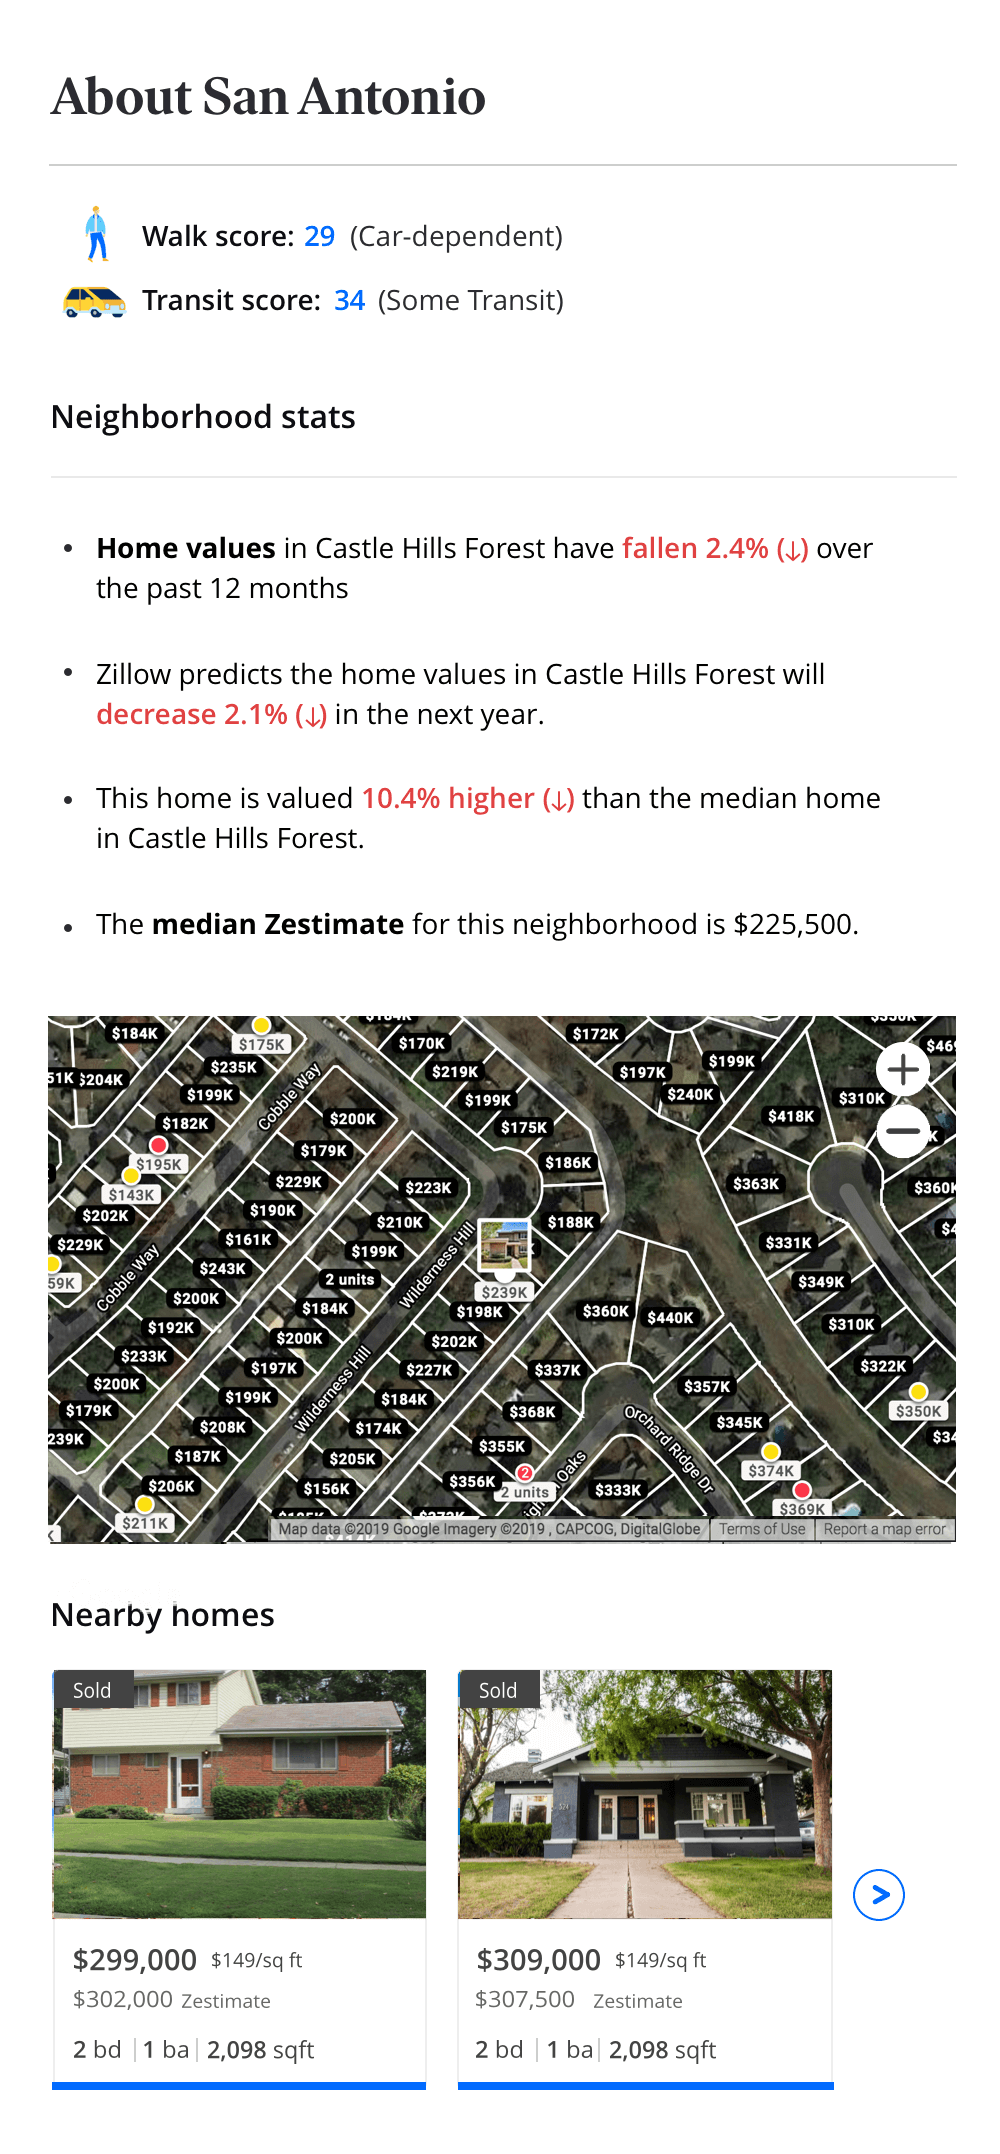 About San Antonio
Walk score: 29 (Car-dependent)
Transit score: 34 (Some Transit)
Neighborhood stats
• Home values in Castle Hills Forest have fallen 2.4% (↓) over
the past 12 months
• Zillow predicts the home values in Castle Hills Forest will
decrease 2.1% (↓) in the next year.
• This home is valued 10.4% higher (↓) than the median home
in Castle Hills Forest.
• The median Zestimate for this neighborhood is $225,500.
$184K
$175K
$170K
$172K
$235K
$219K
$197K
$199K
$204K
$199K
$199K
$240K
$310K
$182K
Cobble Way
$200K
$175K
$418K
$195K
$179K
$186K
$143K
$229K
$223K
$363K
$360K
$202K
$190K
$210K
$188K
$229K
$161K
$199K
$331K
$243K
2 units
Wilderness Hill
$239K
$349K
Cobble Way
$200K
$184K
$198K
$360K
$440K
$192K
$200K
$202K
$310K
$233K
$197K
$227K
$337K
$322K
$200K
$199K
$184K
$357K
$350K
$179K
$208K
Wilderness Hill
$174K
$368K
Orchard Ridge Dr
$345K
$187K
$205K
$355K
$374K
$206K
$156K
$356K
2
2 units
Oaks
$333K
$369K
$211K
Map data ©2019 Google Imagery ©2019 , CAPCOG, DigitalGlobe
Terms of Use
Report a map error
Nearby homes
Sold
Sold
$299,000 $149/sq ft
$302,000 Zestimate
2 bd | 1 ba | 2,098 sqft
$309,000 $149/sq ft
$307,500 Zestimate
2 bd | 1 ba | 2,098 sqft